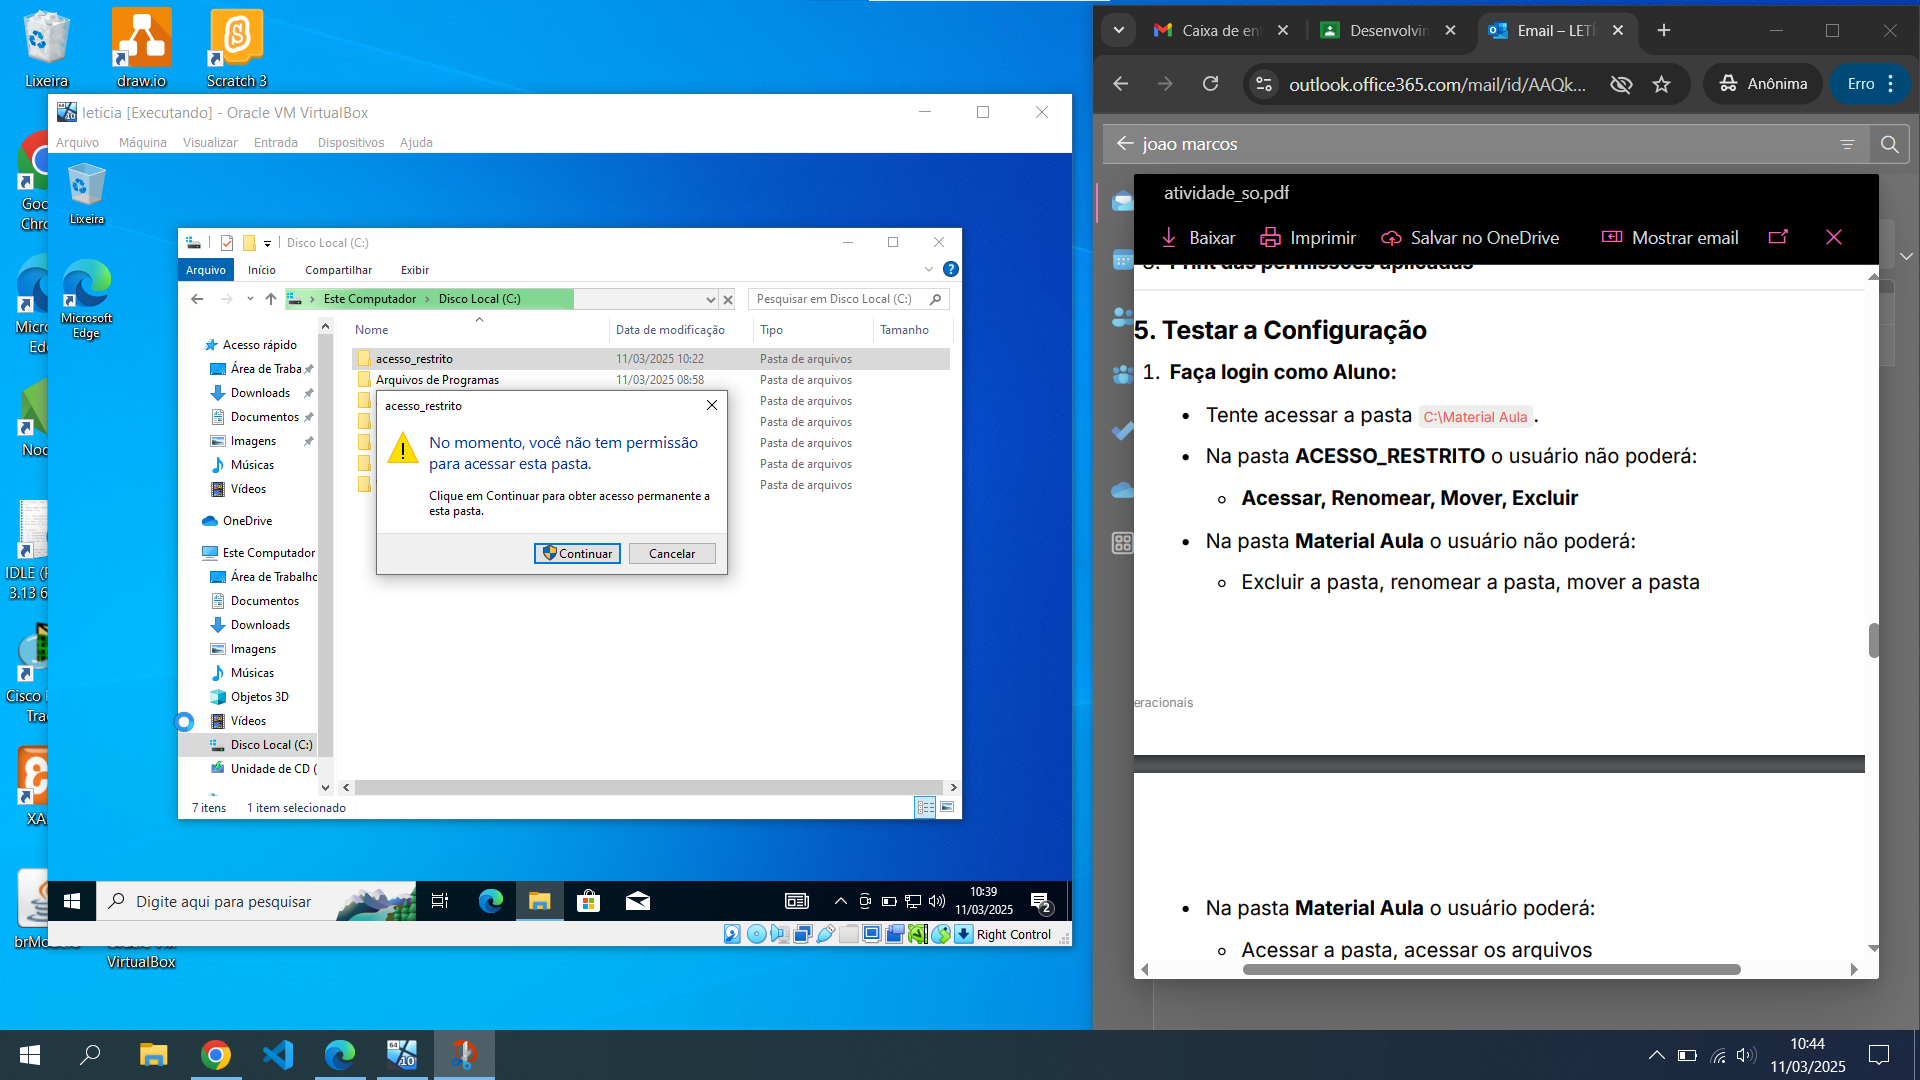 Lixeira
draw.io
Scratch 3
leticia [Executando] - Oracle VM VirtualBox
Arquivo Máquina Visualizar Entrada Dispositivos Ajuda
Lixeira
Microsoft
Edge
Goo
Chro
Micro
Ed
Nod
IDLE (P
3.13 6
Cisco P
Tra
XA
VirtualBox
Disco Local (C:)
Arquivo Início Compartilhar Exibir
Este Computador > Disco Local (C:)
Pesquisar em Disco Local (C:)
Nome Data de modificação Tipo Tamanho
acesso_restrito 11/03/2025 10:22 Pasta de arquivos
Arquivos de Programas 11/03/2025 08:58 Pasta de arquivos
Pasta de arquivos
Pasta de arquivos
Pasta de arquivos
Pasta de arquivos
Pasta de arquivos
Acesso rápido
Área de Traba
Downloads
Documentos
Imagens
Músicas
Vídeos
OneDrive
Este Computador
Área de Trabalho
Documentos
Downloads
Imagens
Músicas
Objetos 3D
Vídeos
Disco Local (C:)
Unidade de CD (
7 itens 1 item selecionado
acesso_restrito
No momento, você não tem permissão
para acessar esta pasta.
Clique em Continuar para obter acesso permanente a
esta pasta.
Continuar Cancelar
Digite aqui para pesquisar
10:39
11/03/2025
2
Right Control
Caixa de en
Desenvolvin
Email – LETÍ
outlook.office365.com/mail/id/AAQk...
Anônima
Erro
joao marcos
atividade_so.pdf
Baixar Imprimir Salvar no OneDrive Mostrar email
Print das permissões aplicadas
5. Testar a Configuração
1. Faça login como Aluno:
• Tente acessar a pasta C:\Material Aula .
• Na pasta ACESSO_RESTRITO o usuário não poderá:
◦ Acessar, Renomear, Mover, Excluir
• Na pasta Material Aula o usuário não poderá:
◦ Excluir a pasta, renomear a pasta, mover a pasta
eracionais
• Na pasta Material Aula o usuário poderá:
◦ Acessar a pasta, acessar os arquivos
10:44
11/03/2025